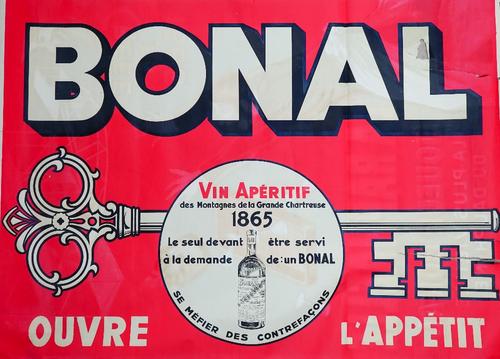 BONAL
VIN APÉRITIF
des Montagnes de la Grande Chartreuse
1865
Le seul devant être servi
à la demande de: un BONAL
SE MÉFIER DES CONTREFAÇONS
OUVRE L'APPÉTIT